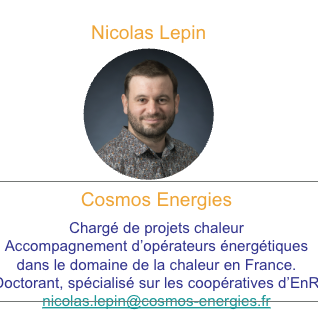 Nicolas Lepin
Cosmos Energies
Chargé de projets chaleur
Accompagnement d'opérateurs énergétiques
dans le domaine de la chaleur en France.
Doctorant, spécialisé sur les coopératives d'EnR
nicolas.lepin@cosmos-energies.fr